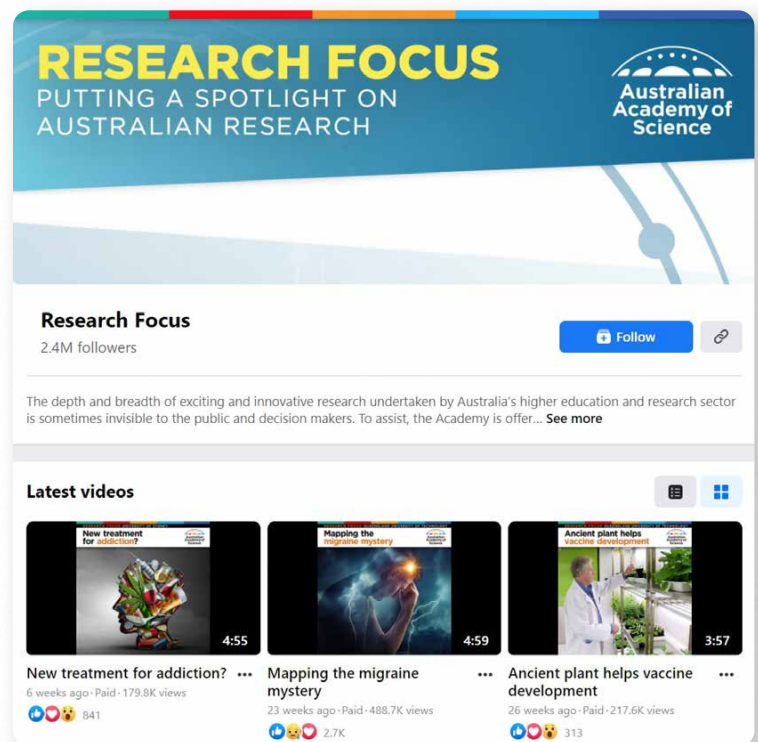 RESEARCH FOCUS
PUTTING A SPOTLIGHT ON
AUSTRALIAN RESEARCH
Australian
Academy of
Science
Research Focus
2.4M followers
Follow
The depth and breadth of exciting and innovative research undertaken by Australia's higher education and research sector
is sometimes invisible to the public and decision makers. To assist, the Academy is offer... See more
Latest videos
New treatment
for addiction?
4:55
Mapping the
migraine mystery
4:59
Ancient plant helps
vaccine development
3:57
New treatment for addiction?
6 weeks ago · Paid · 179.8K views
841
Mapping the migraine
mystery
23 weeks ago · Paid · 488.7K views
2.7K
Ancient plant helps vaccine
development
26 weeks ago · Paid · 217.6K views
313